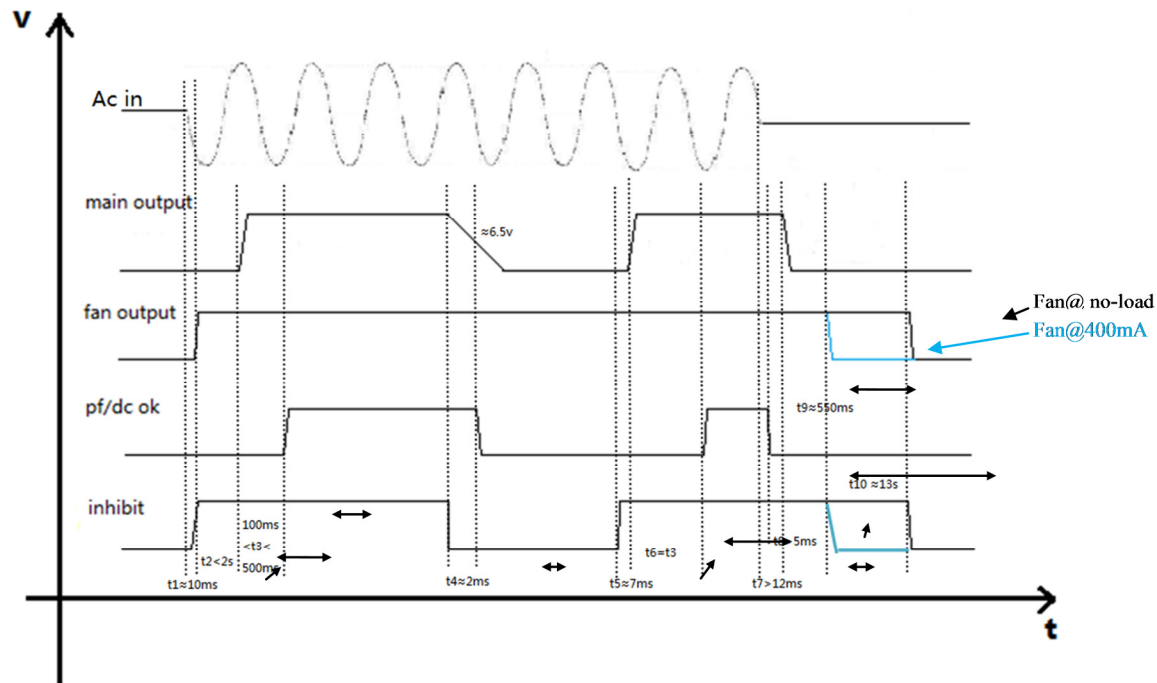 V
Ac in
main output
≈6.5v
fan output
Fan@ no-load
Fan@400mA
pf/dc ok
t9≈550ms
t10 ≈13s
inhibit
100ms
<t3<
500ms
t2<2s
t6=t3
5ms
t1≈10ms
t4≈2ms
t5≈7ms
t7>12ms
t